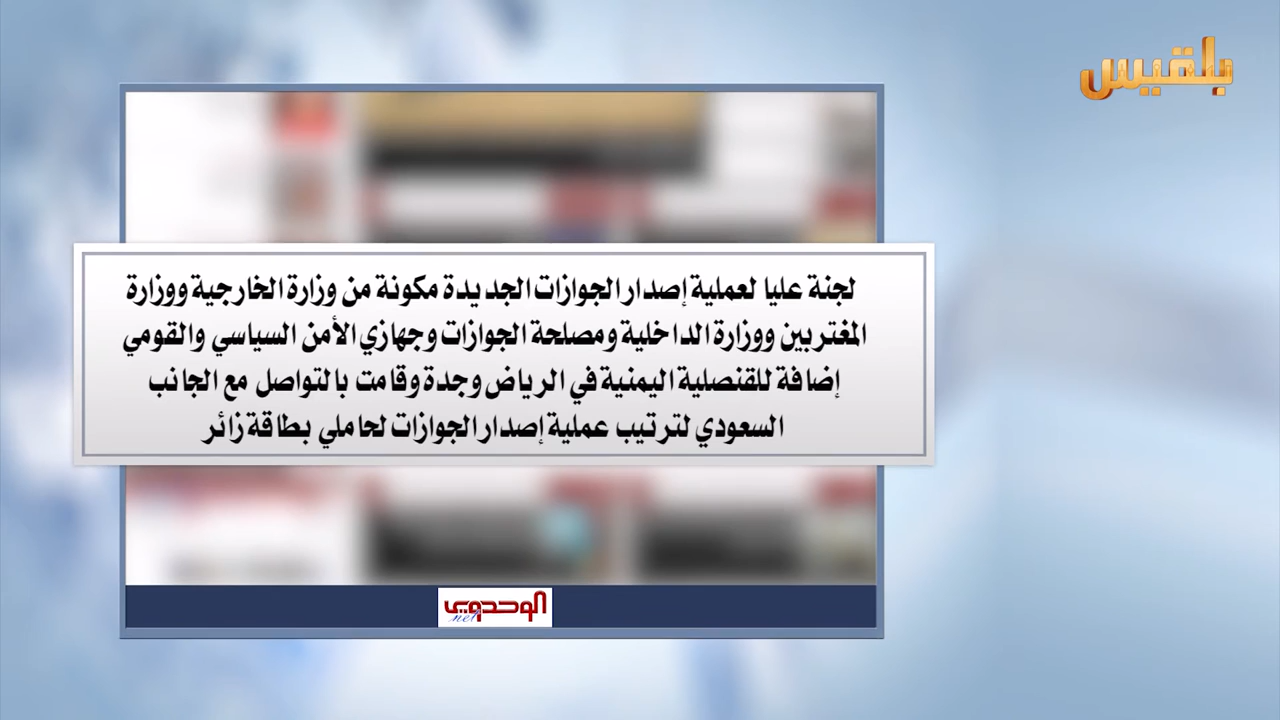 بلقيس
لجنة عليا لعملية إصدار الجوازات الجديدة مكونة من وزارة الخارجية ووزارة
المغتربين ووزارة الداخلية ومصلحة الجوازات وجهازي الأمن السياسي والقومي
إضافة للقنصلية اليمنية في الرياض وجدة وقامت بالتواصل مع الجانب
السعودي لترتيب عملية إصدار الجوازات لحاملي بطاقة زائر
الوحدوي
net